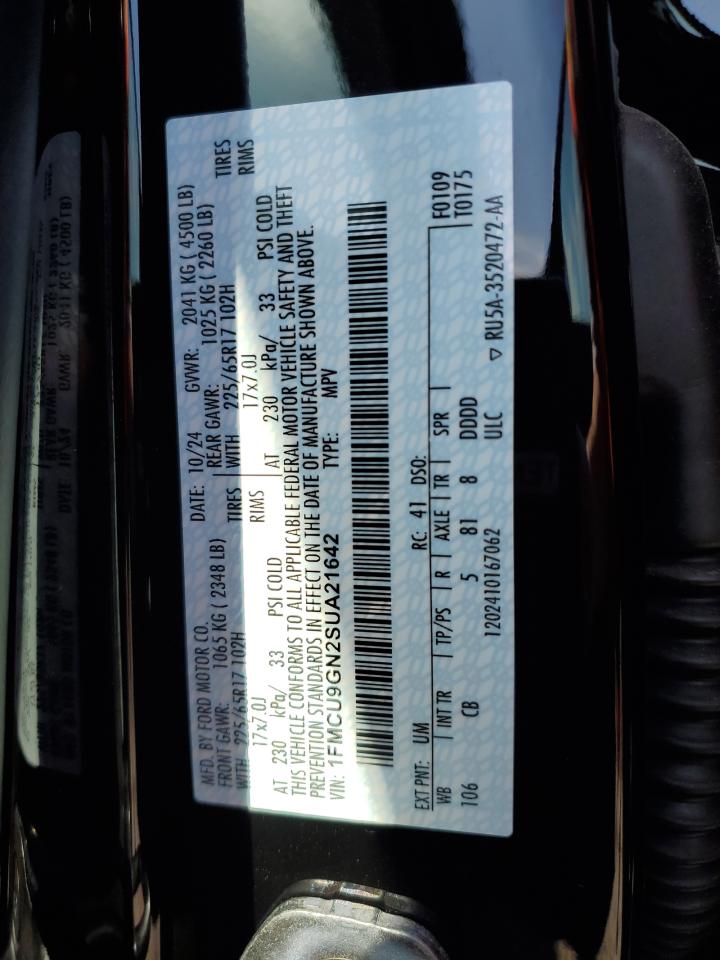 MFD. BY FORD MOTOR CO. DATE: 10/24 GVWR: 2041 KG ( 4500 LB)
FRONT GAWR: 1065 KG ( 2348 LB) REAR GAWR: 1025 KG ( 2260 LB)
WITH 225/65R17 102H TIRES WITH 225/65R17 102H TIRES
17x7.0J RIMS 17x7.0J RIMS
AT 230 kPa/ 33 PSI COLD AT 230 kPa/ 33 PSI COLD
THIS VEHICLE CONFORMS TO ALL APPLICABLE FEDERAL MOTOR VEHICLE SAFETY AND THEFT
PREVENTION STANDARDS IN EFFECT ON THE DATE OF MANUFACTURE SHOWN ABOVE.
VIN: 1FMCU9GN2SUA21642 TYPE: MPV
EXT PNT: UM RC: 41 DSO: F0109
WB INT TR TP/PS R AXLE TR SPR T0175
106 CB 5 81 8 DDDD
1202410167062 ULC ▽ RU5A-3520472-AA